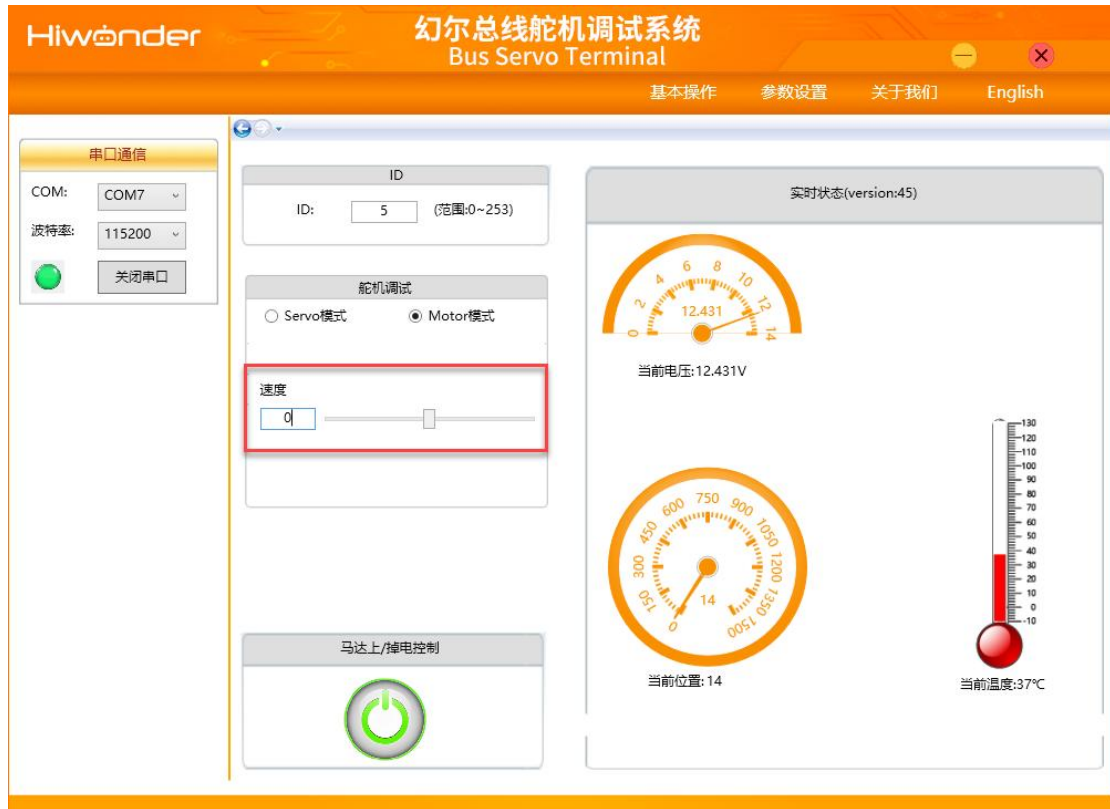 Hiwonder
幻尔总线舵机调试系统
Bus Servo Terminal
基本操作 参数设置 关于我们 English
串口通信
COM: COM7
波特率: 115200
关闭串口
ID
ID: 5 (范围:0~253)
舵机调试
Servo模式 Motor模式
速度
0
马达上/掉电控制
实时状态(version:45)
0 2 4 6 8 10 12 14
12.431
当前电压:12.431V
0 150 300 450 600 750 900 1050 1200 1350 1500
14
当前位置:14
130
120
110
100
90
80
70
60
50
40
30
20
10
0
-10
当前温度:37℃